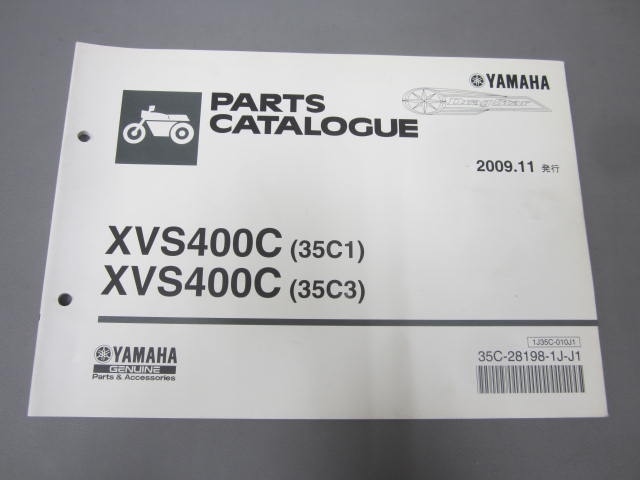 YAMAHA
PARTS
CATALOGUE
DragStar
2009.11 発行
XVS400C (35C1)
XVS400C (35C3)
YAMAHA
GENUINE
Parts & Accessories
1J35C-010J1
35C-28198-1J-J1